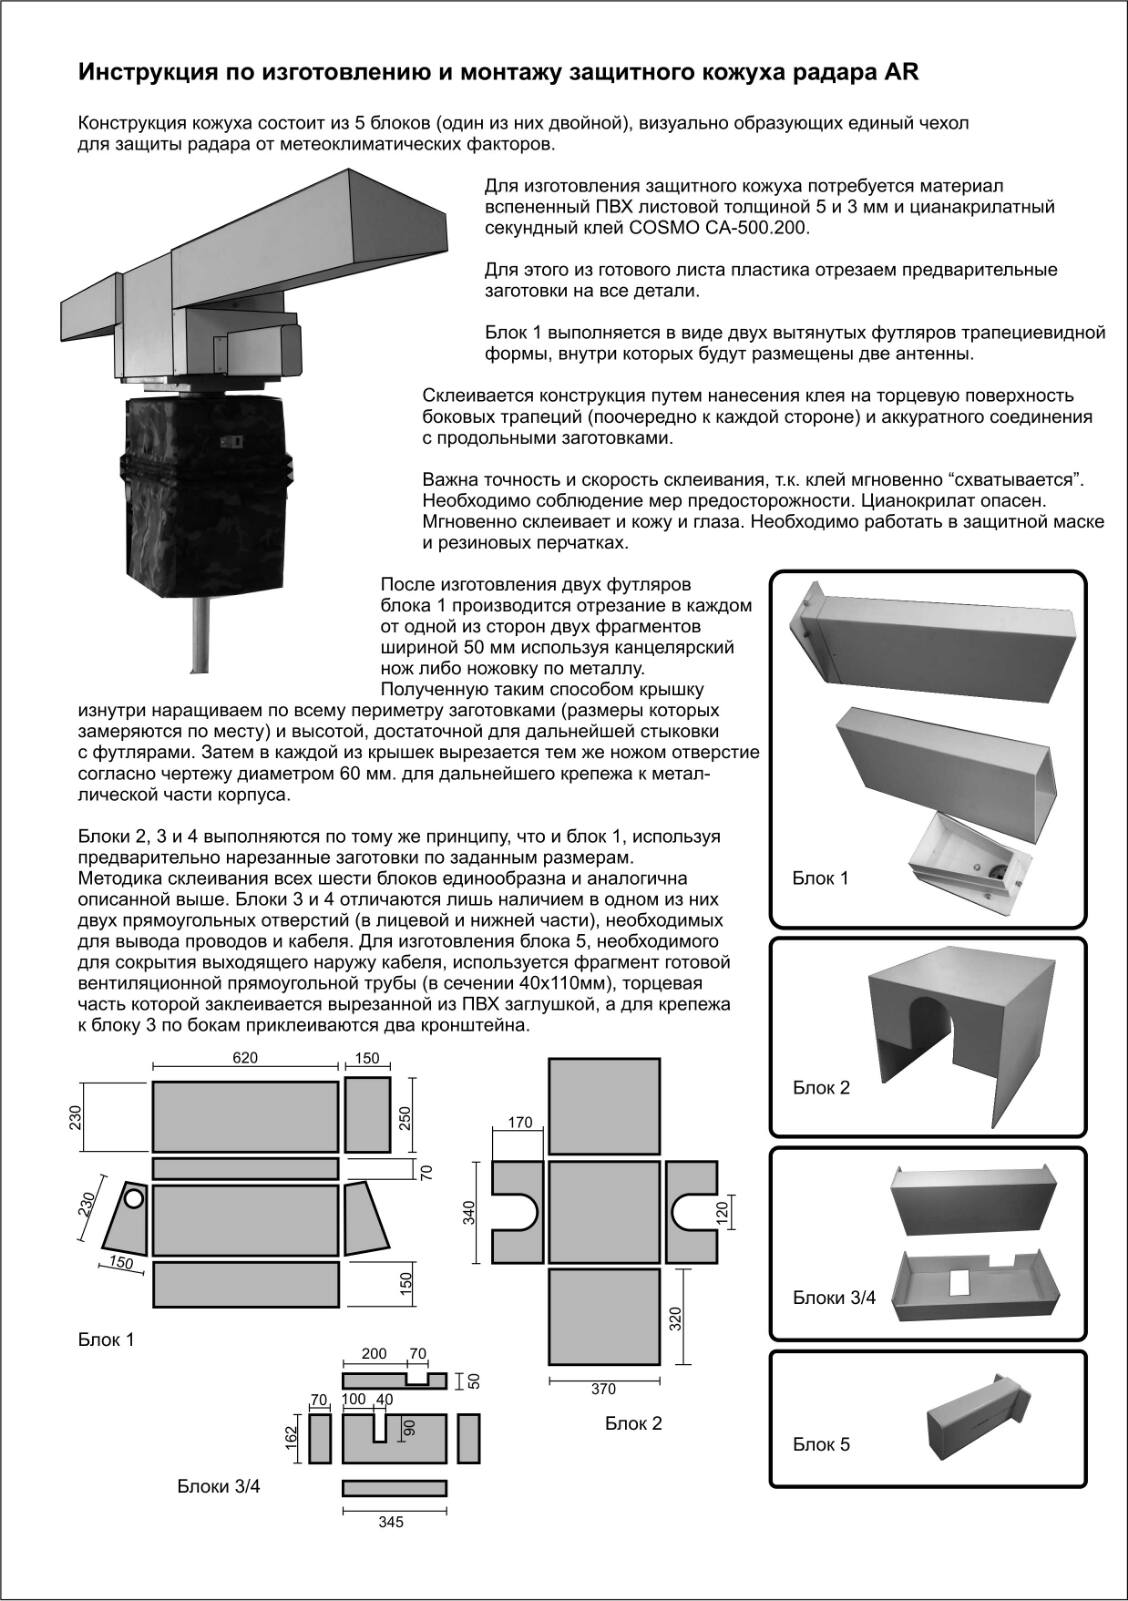 Инструкция по изготовлению и монтажу защитного кожуха радара AR
Конструкция кожуха состоит из 5 блоков (один из них двойной), визуально образующих единый чехол
для защиты радара от метеоклиматических факторов.
Для изготовления защитного кожуха потребуется материал
вспененный ПВХ листовой толщиной 5 и 3 мм и цианакрилатный
секундный клей COSMO CA-500.200.
Для этого из готового листа пластика отрезаем предварительные
заготовки на все детали.
Блок 1 выполняется в виде двух вытянутых футляров трапециевидной
формы, внутри которых будут размещены две антенны.
Склеивается конструкция путем нанесения клея на торцевую поверхность
боковых трапеций (поочередно к каждой стороне) и аккуратного соединения
с продольными заготовками.
Важна точность и скорость склеивания, т.к. клей мгновенно “схватывается”.
Необходимо соблюдение мер предосторожности. Цианокрилат опасен.
Мгновенно склеивает и кожу и глаза. Необходимо работать в защитной маске
и резиновых перчатках.
После изготовления двух футляров
блока 1 производится отрезание в каждом
от одной из сторон двух фрагментов
шириной 50 мм используя канцелярский
нож либо ножовку по металлу.
Полученную таким способом крышку
изнутри наращиваем по всему периметру заготовками (размеры которых
замеряются по месту) и высотой, достаточной для дальнейшей стыковки
с футлярами. Затем в каждой из крышек вырезается тем же ножом отверстие
согласно чертежу диаметром 60 мм. для дальнейшего крепежа к метал-
лической части корпуса.
Блоки 2, 3 и 4 выполняются по тому же принципу, что и блок 1, используя
предварительно нарезанные заготовки по заданным размерам.
Методика склеивания всех шести блоков единообразна и аналогична
описанной выше. Блоки 3 и 4 отличаются лишь наличием в одном из них
двух прямоугольных отверстий (в лицевой и нижней части), необходимых
для вывода проводов и кабеля. Для изготовления блока 5, необходимого
для сокрытия выходящего наружу кабеля, используется фрагмент готовой
вентиляционной прямоугольной трубы (в сечении 40х110мм), торцевая
часть которой заклеивается вырезанной из ПВХ заглушкой, а для крепежа
к блоку 3 по бокам приклеиваются два кронштейна.
Блок 1
Блок 2
Блоки 3/4
Блок 5
620
150
230
250
70
230
150
150
Блок 1
170
340
120
320
370
Блок 2
200
70
50
70
100
40
90
162
345
Блоки 3/4